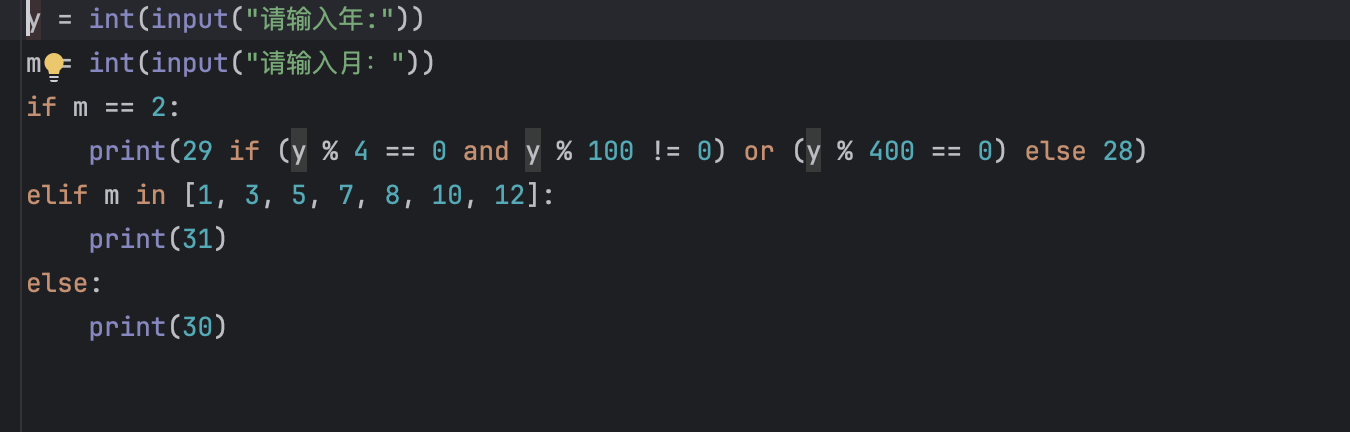 y = int(input("请输入年:"))
m = int(input("请输入月："))
if m == 2:
    print(29 if (y % 4 == 0 and y % 100 != 0) or (y % 400 == 0) else 28)
elif m in [1, 3, 5, 7, 8, 10, 12]:
    print(31)
else:
    print(30)